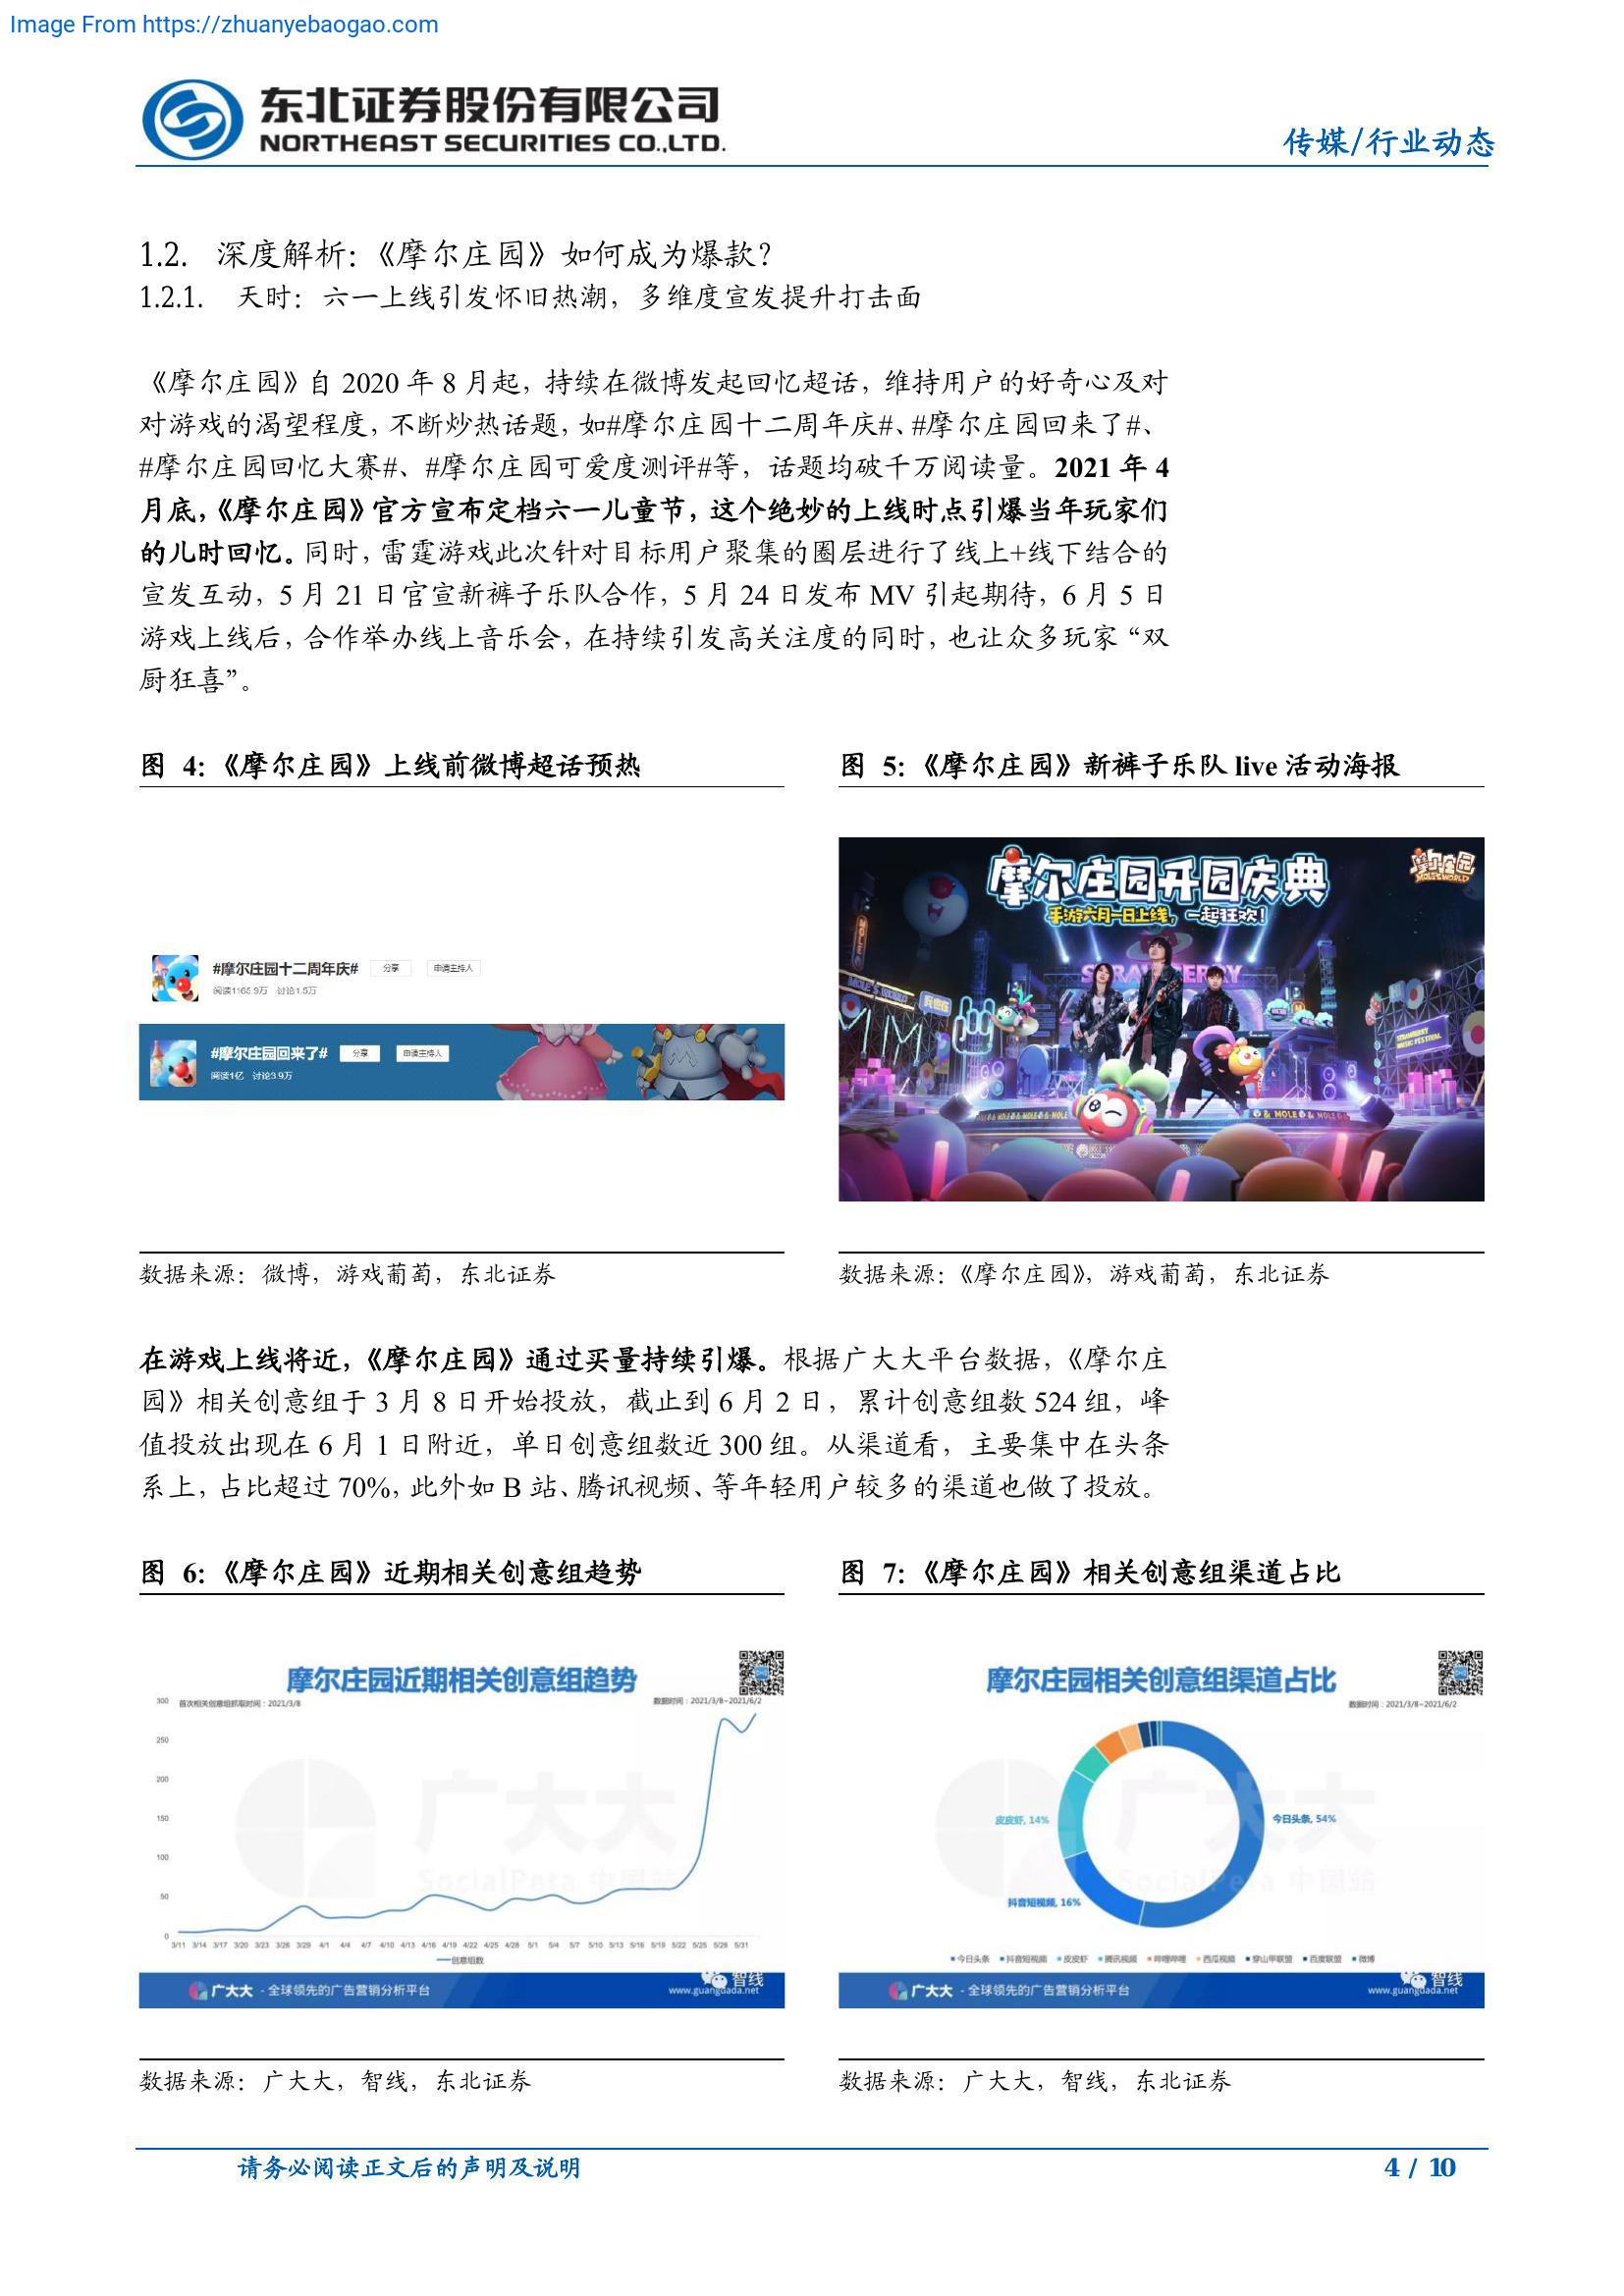 Image From https://zhuanyebaogao.com
东北证券股份有限公司
NORTHEAST SECURITIES CO.,LTD.
传媒/行业动态
1.2. 深度解析:《摩尔庄园》如何成为爆款?
1.2.1. 天时:六一上线引发怀旧热潮,多维度宣发提升打击面
《摩尔庄园》自 2020 年 8 月起,持续在微博发起回忆超话,维持用户的好奇心及对
对游戏的渴望程度,不断炒热话题,如#摩尔庄园十二周年庆#、#摩尔庄园回来了#、
#摩尔庄园回忆大赛#、#摩尔庄园可爱度测评#等,话题均破千万阅读量。2021 年 4
月底,《摩尔庄园》官方宣布定档六一儿童节,这个绝妙的上线时点引爆当年玩家们
的儿时回忆。同时,雷霆游戏此次针对目标用户聚集的圈层进行了线上+线下结合的
宣发互动,5 月 21 日官宣新裤子乐队合作,5 月 24 日发布 MV 引起期待,6 月 5 日
游戏上线后,合作举办线上音乐会,在持续引发高关注度的同时,也让众多玩家“双
厨狂喜”。
图 4:《摩尔庄园》上线前微博超话预热
#摩尔庄园十二周年庆# 分享 申请主持人
阅读1165.9万 讨论1.5万
#摩尔庄园回来了# 分享 申请主持人
阅读1亿 讨论3.9万
数据来源:微博,游戏葡萄,东北证券
图 5:《摩尔庄园》新裤子乐队 live 活动海报
摩尔庄园开园庆典
手游六月一日上线,一起狂欢!
摩尔庄园
MOLE'S WORLD
STRAWBERRY
STRAWBERRY
MUSIC FESTIVAL
数据来源:《摩尔庄园》,游戏葡萄,东北证券
在游戏上线将近,《摩尔庄园》通过买量持续引爆。根据广大大平台数据,《摩尔庄
园》相关创意组于 3 月 8 日开始投放,截止到 6 月 2 日,累计创意组数 524 组,峰
值投放出现在 6 月 1 日附近,单日创意组数近 300 组。从渠道看,主要集中在头条
系上,占比超过 70%,此外如 B 站、腾讯视频、等年轻用户较多的渠道也做了投放。
图 6:《摩尔庄园》近期相关创意组趋势
摩尔庄园近期相关创意组趋势
首次相关创意组抓取时间:2021/3/8
数据时间:2021/3/8~2021/6/2
300
250
200
150
100
50
0
广大大
SocialPeta 中国站
3/11 3/14 3/17 3/20 3/23 3/26 3/29 4/1 4/4 4/7 4/10 4/13 4/16 4/19 4/22 4/25 4/28 5/1 5/4 5/7 5/10 5/13 5/16 5/19 5/22 5/25 5/28 5/31
创意组数
广大大 - 全球领先的广告营销分析平台
智线
www.guangdada.net
数据来源:广大大,智线,东北证券
图 7:《摩尔庄园》相关创意组渠道占比
摩尔庄园相关创意组渠道占比
数据时间:2021/3/8~2021/6/2
广大大
SocialPeta 中国站
皮皮虾, 14%
今日头条, 54%
抖音短视频, 16%
今日头条 抖音短视频 皮皮虾 腾讯视频 哔哩哔哩 西瓜视频 穿山甲联盟 百度联盟 微博
广大大 - 全球领先的广告营销分析平台
智线
www.guangdada.net
数据来源:广大大,智线,东北证券
请务必阅读正文后的声明及说明
4 / 10